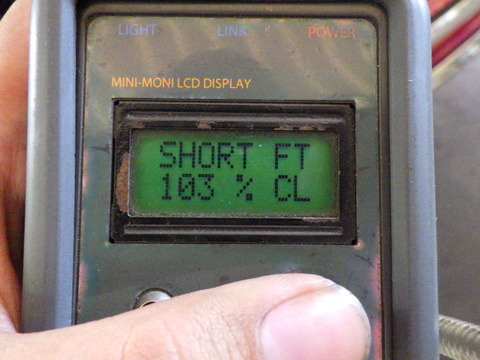 LIGHT LINK POWER
MINI-MONI LCD DISPLAY
SHORT FT
103 % CL